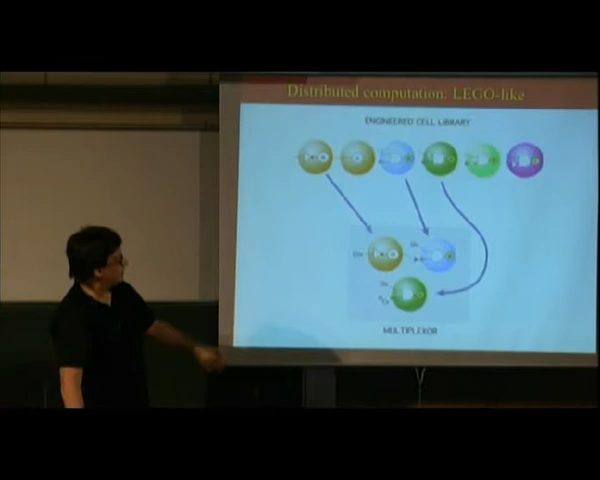 Distributed computation: LEGO-like
ENGINEERED CELL LIBRARY
MULTIPLEXOR